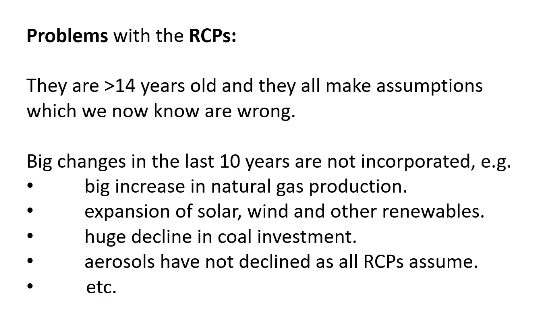 Problems with the RCPs:
They are >14 years old and they all make assumptions
which we now know are wrong.
Big changes in the last 10 years are not incorporated, e.g.
• big increase in natural gas production.
• expansion of solar, wind and other renewables.
• huge decline in coal investment.
• aerosols have not declined as all RCPs assume.
• etc.